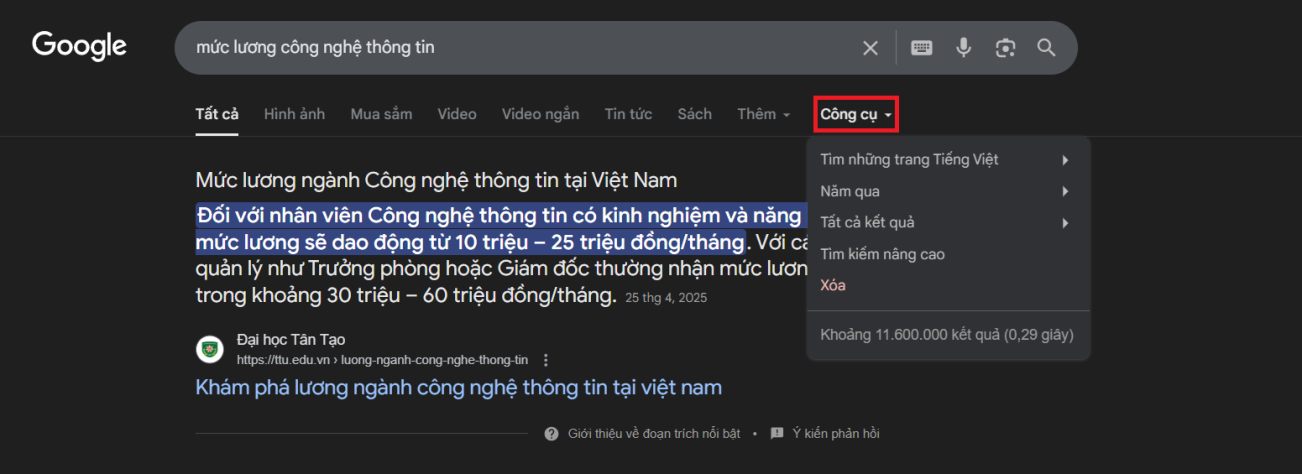 Google
mức lương công nghệ thông tin
Tất cả Hình ảnh Mua sắm Video Video ngắn Tin tức Sách Thêm Công cụ
Tìm những trang Tiếng Việt
Năm qua
Tất cả kết quả
Tìm kiếm nâng cao
Xóa
Khoảng 11.600.000 kết quả (0,29 giây)
Mức lương ngành Công nghệ thông tin tại Việt Nam
Đối với nhân viên Công nghệ thông tin có kinh nghiệm và năng
mức lương sẽ dao động từ 10 triệu – 25 triệu đồng/tháng. Với
quản lý như Trưởng phòng hoặc Giám đốc thường nhận mức
trong khoảng 30 triệu – 60 triệu đồng/tháng. 25 thg 4, 2025
Đại học Tân Tạo
https://ttu.edu.vn › luong-nganh-cong-nghe-thong-tin
Khám phá lương ngành công nghệ thông tin tại việt nam
Giới thiệu về đoạn trích nổi bật • Ý kiến phản hồi